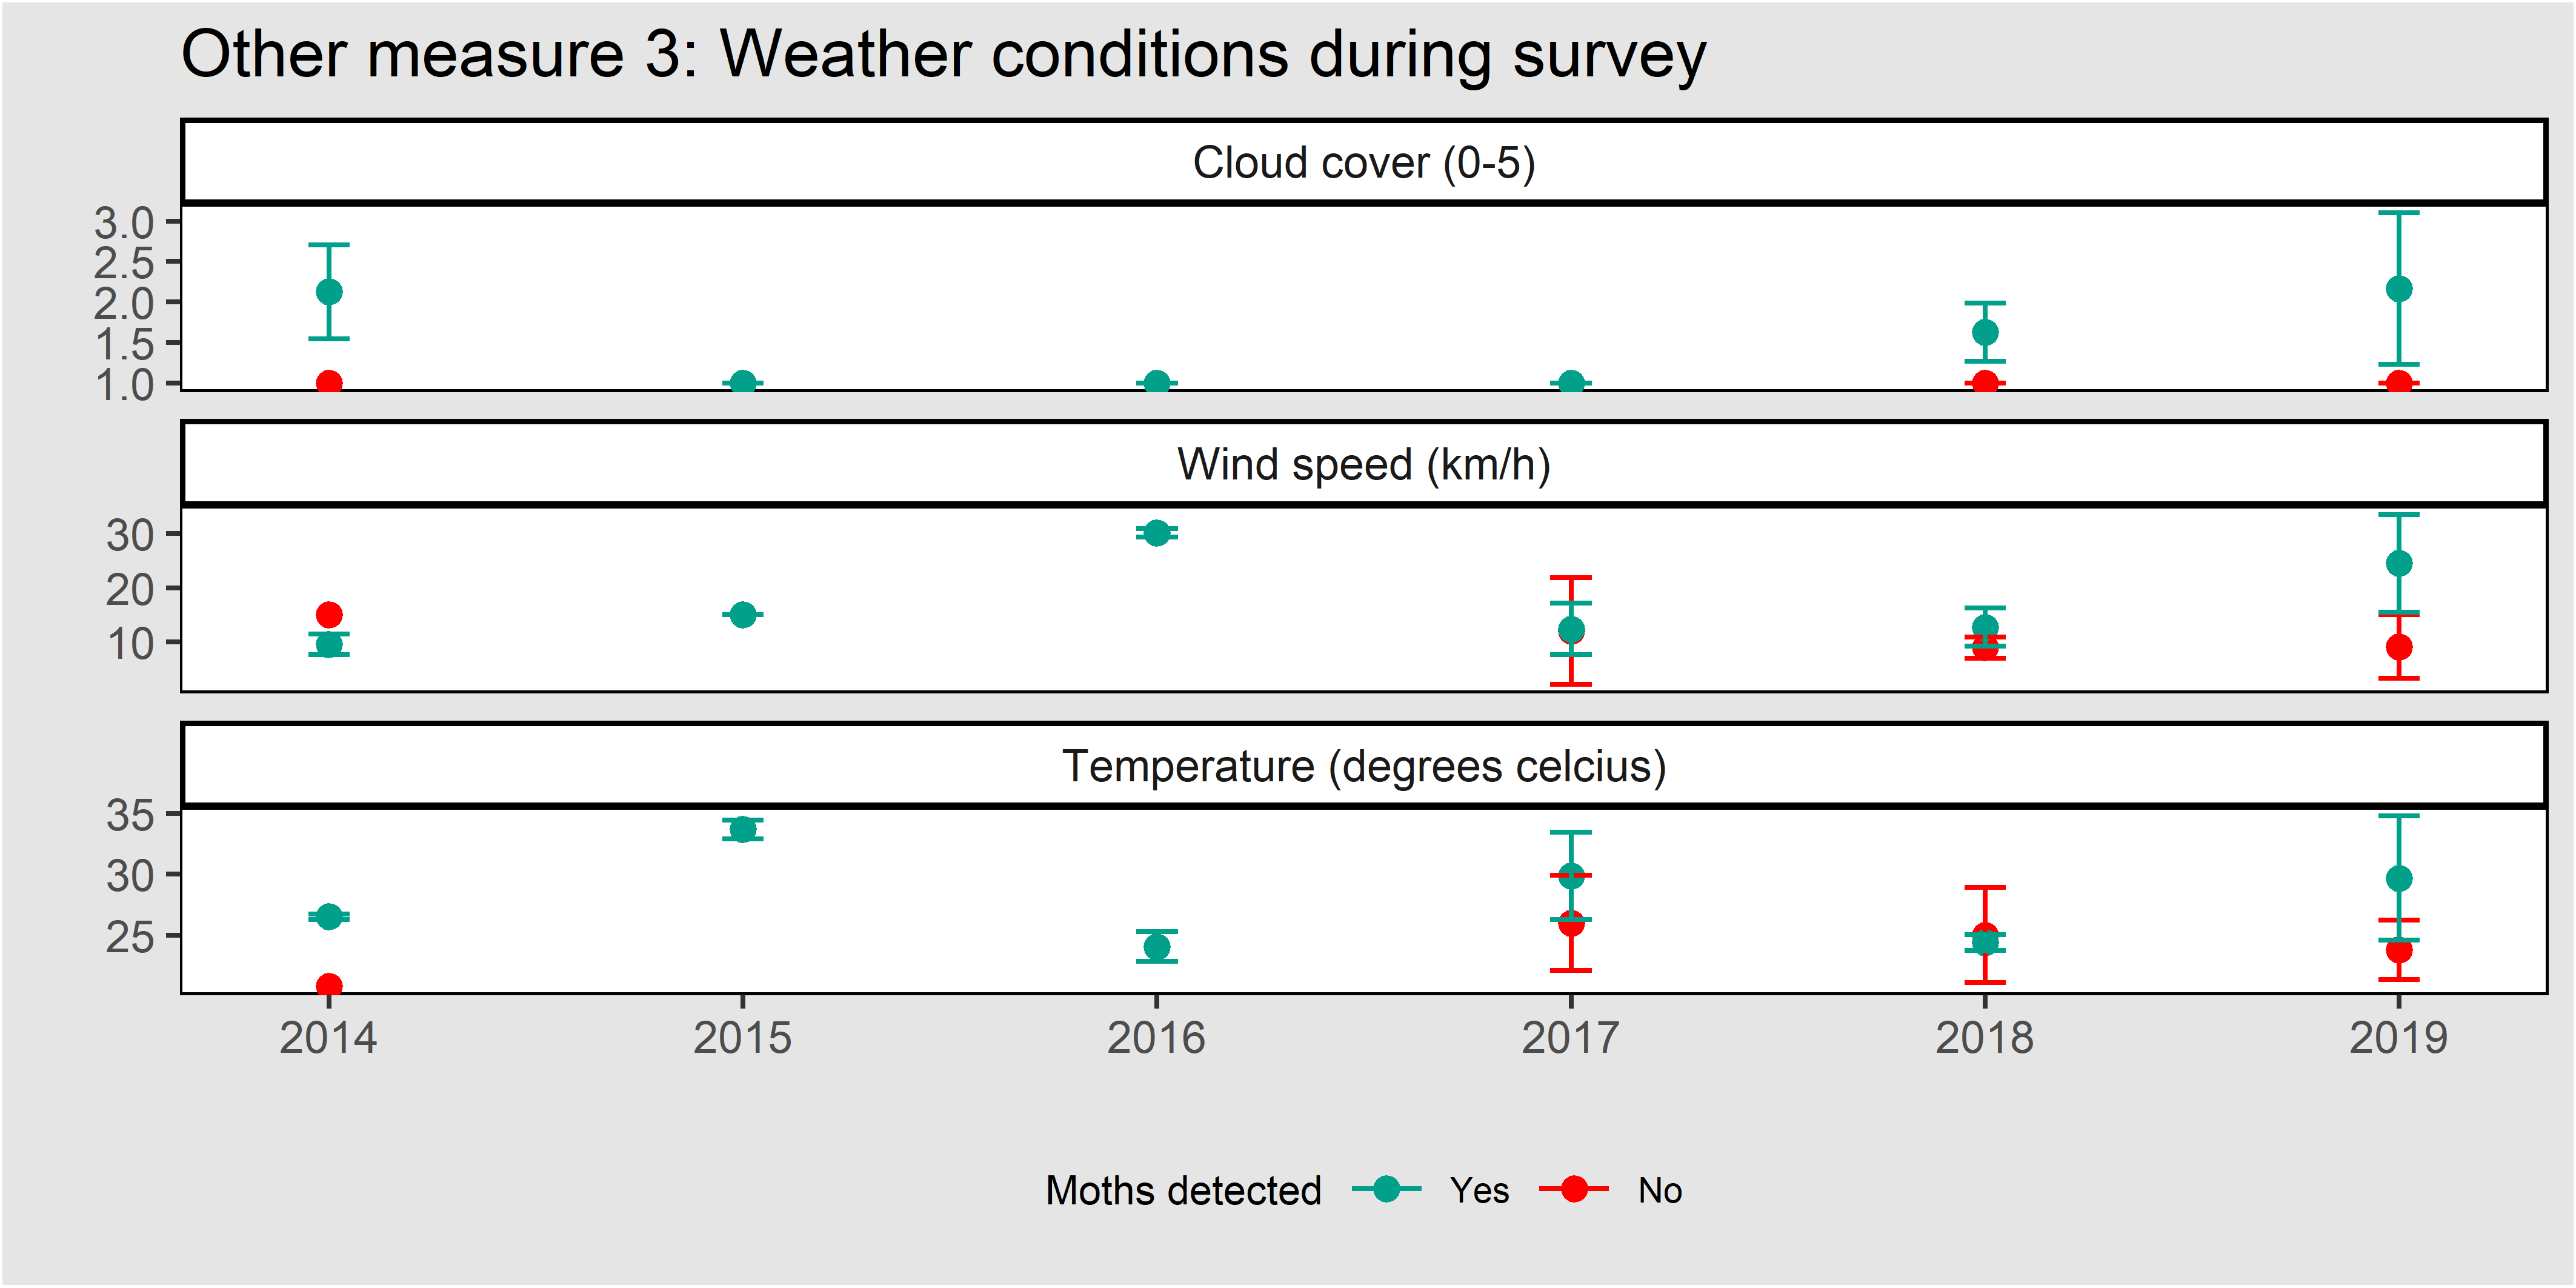 Other measure 3: Weather conditions during survey
Cloud cover (0-5)
3.0
2.5
2.0
1.5
1.0
Wind speed (km/h)
30
20
10
Temperature (degrees celcius)
35
30
25
2014 2015 2016 2017 2018 2019
Moths detected Yes No